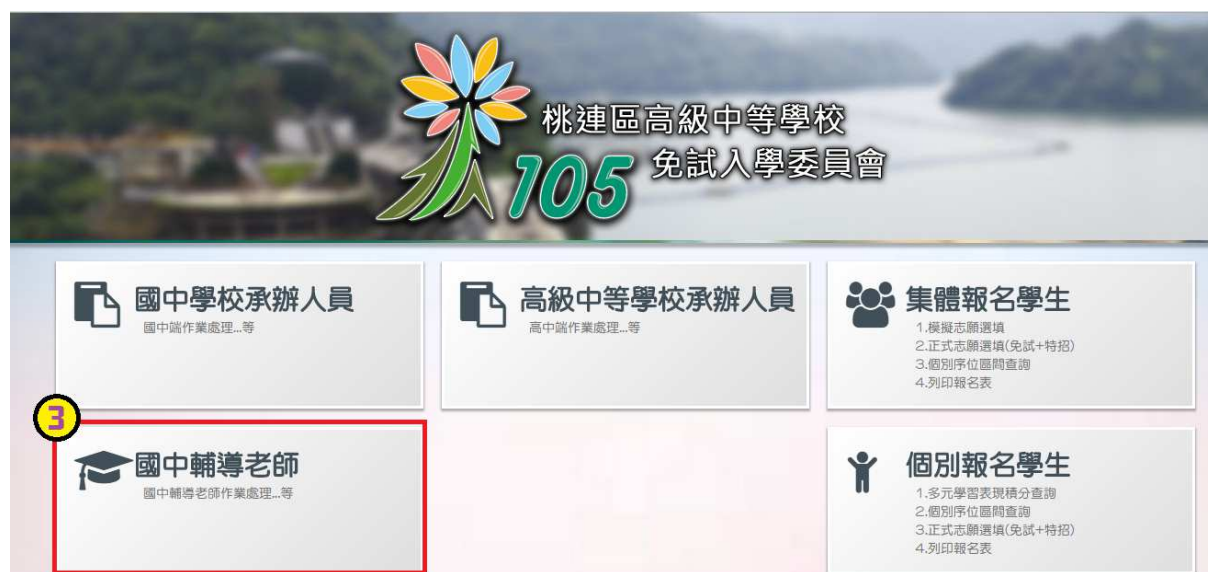 桃連區高級中等學校
105 免試入學委員會
國中學校承辦人員
國中端作業處理...等
高級中等學校承辦人員
高中端作業處理...等
集體報名學生
1.模擬志願選填
2.正式志願選填(免試+特招)
3.個別序位區間查詢
4.列印報名表
3
國中輔導老師
國中輔導老師作業處理...等
個別報名學生
1.多元學習表現積分查詢
2.個別序位區間查詢
3.正式志願選填(免試+特招)
4.列印報名表